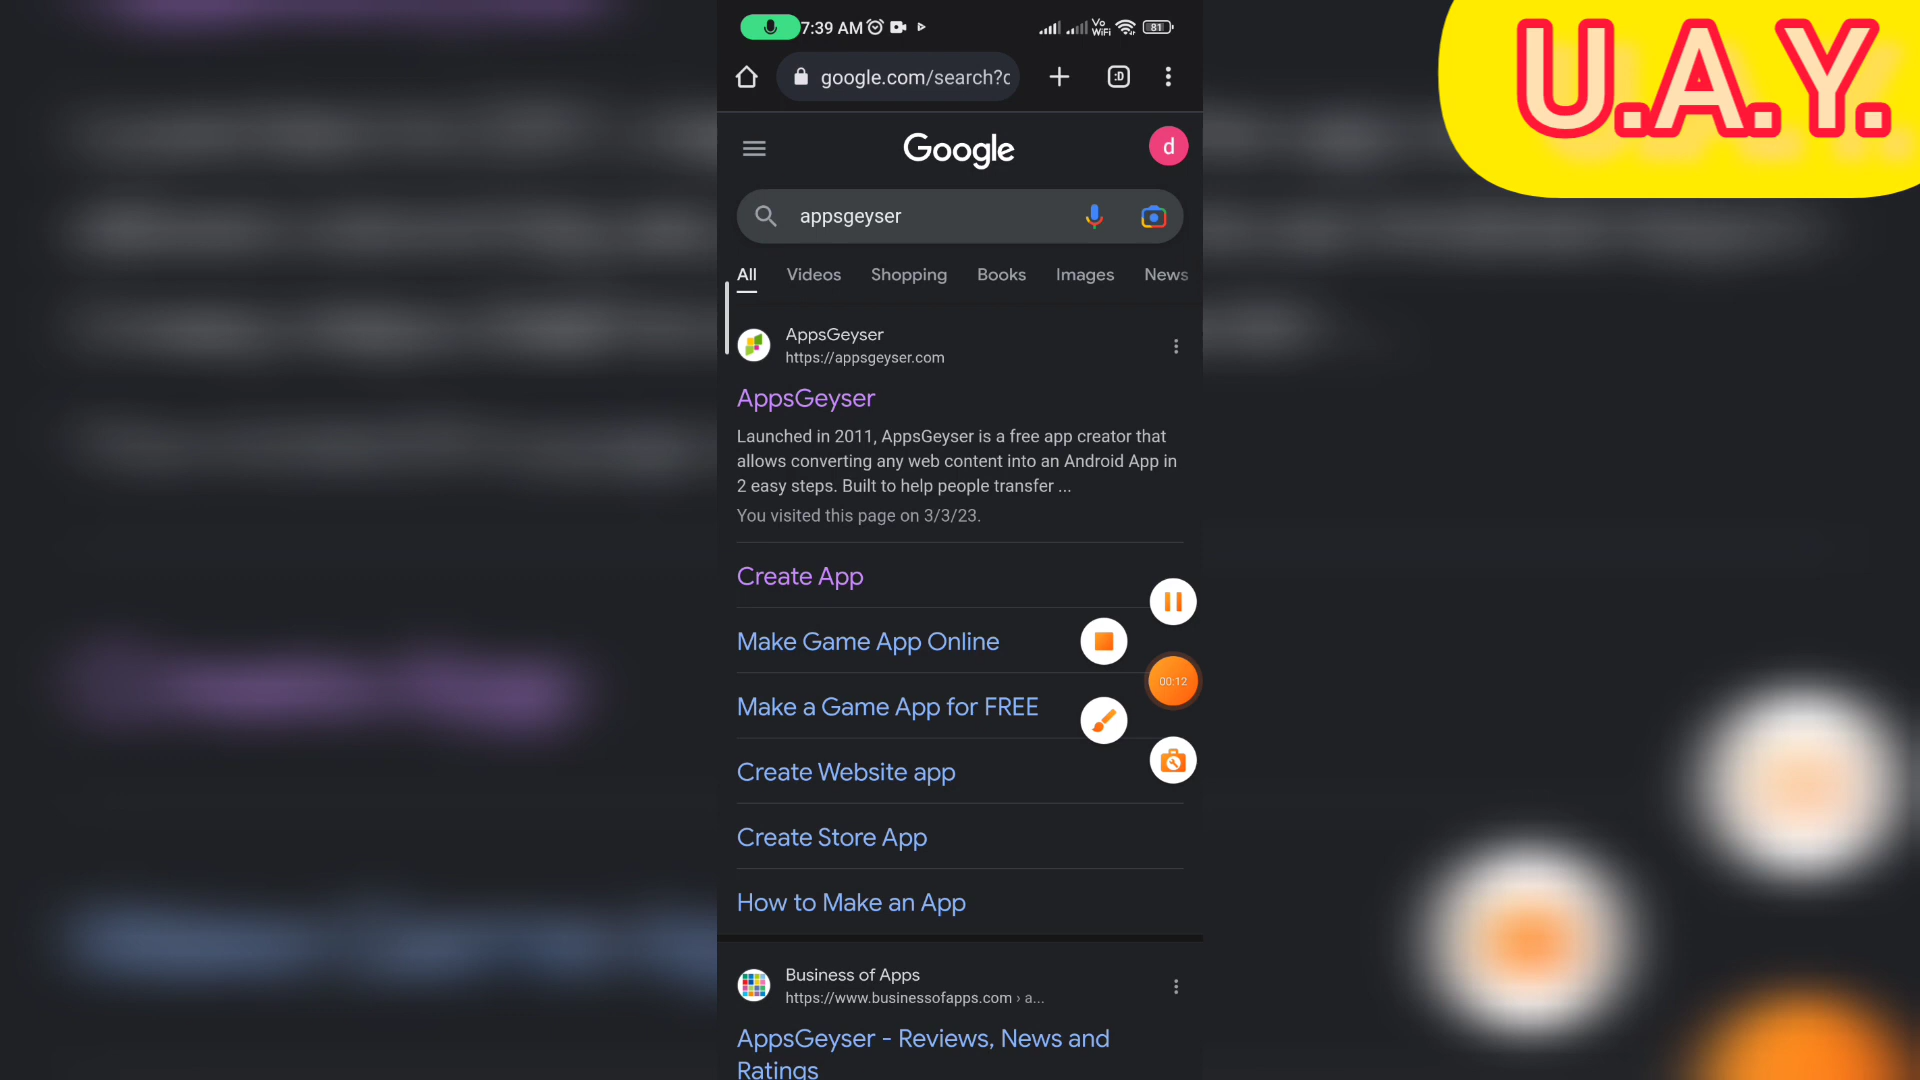 7:39 AM
Vo
WiFi
81
U.A.Y.
google.com/search?c
:D
Google
d
appsgeyser
All Videos Shopping Books Images News
AppsGeyser
https://appsgeyser.com
AppsGeyser
Launched in 2011, AppsGeyser is a free app creator that
allows converting any web content into an Android App in
2 easy steps. Built to help people transfer ...
You visited this page on 3/3/23.
Create App
Make Game App Online
00:12
Make a Game App for FREE
Create Website app
Create Store App
How to Make an App
Business of Apps
https://www.businessofapps.com › a...
AppsGeyser - Reviews, News and
Ratings